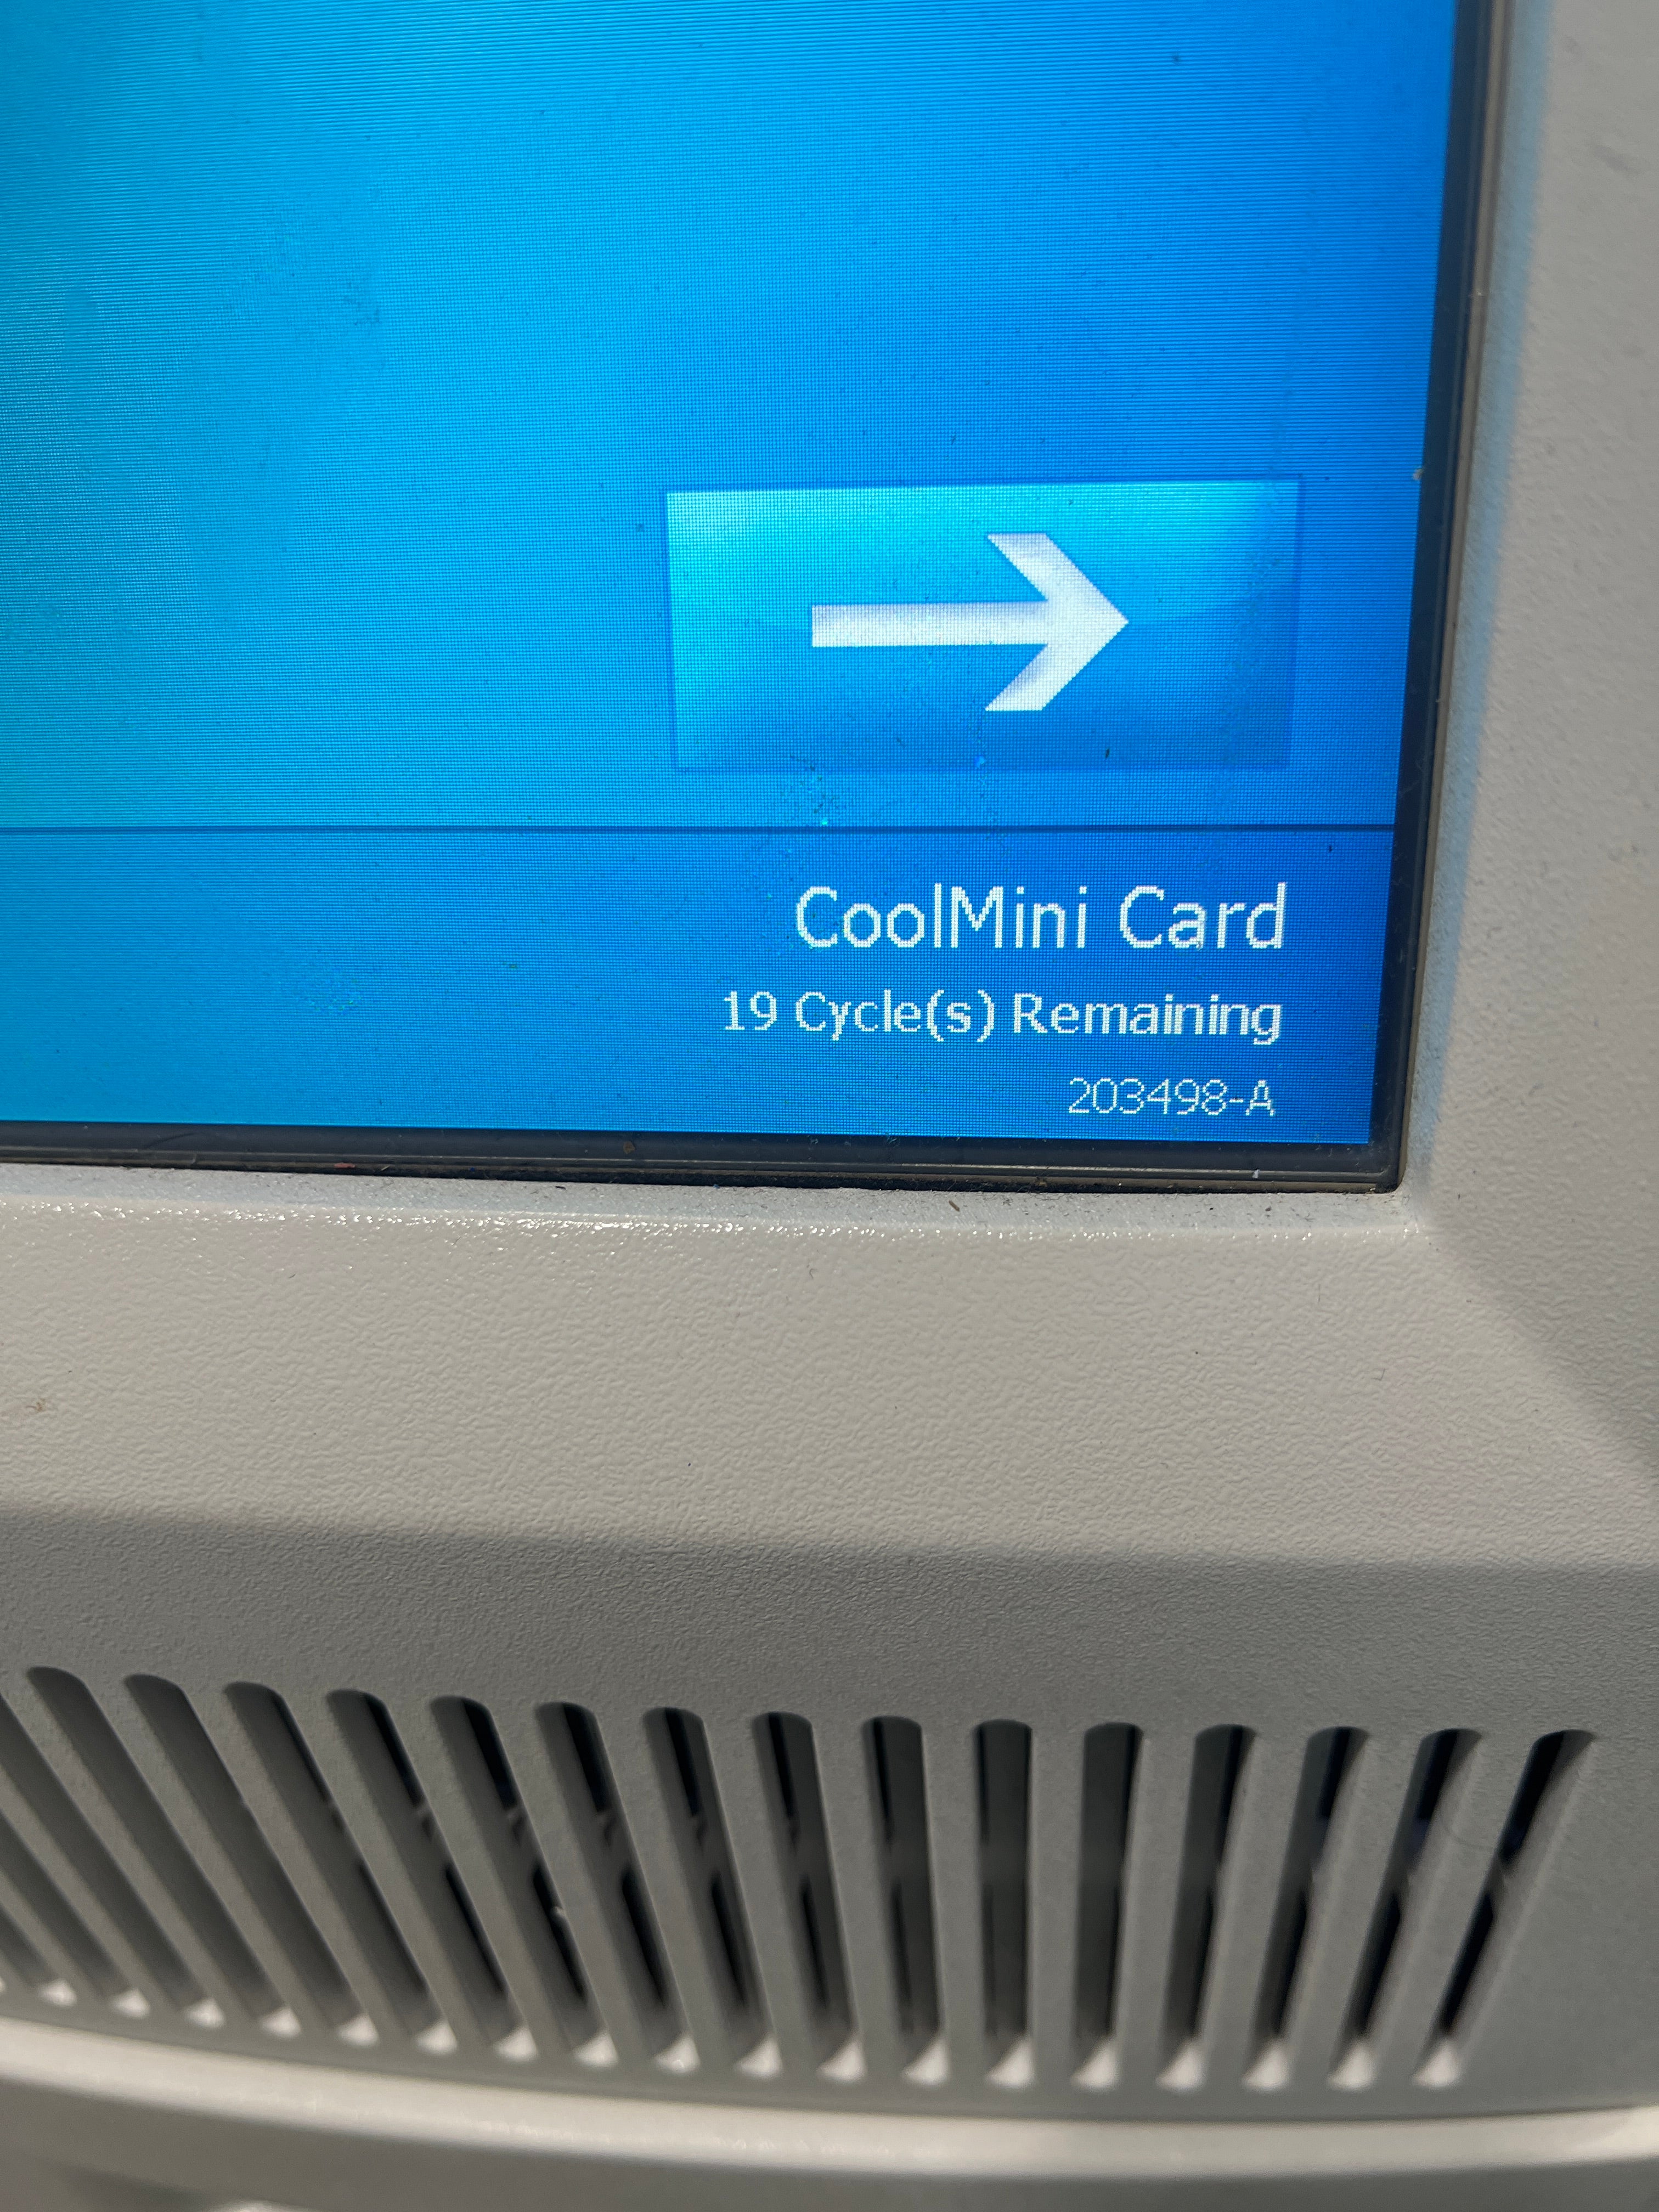 CoolMini Card
19 Cycle(s) Remaining
203498-A